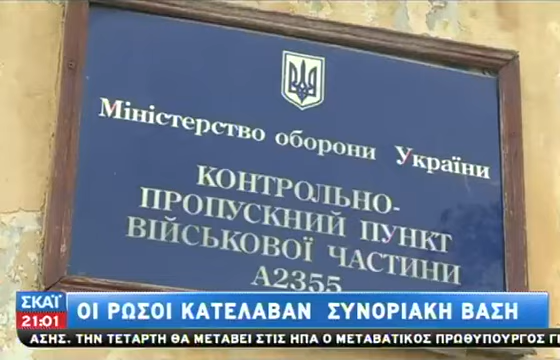 Міністерство оборони України
КОНТРОЛЬНО-
ПРОПУСКНИЙ ПУНКТ
ВІЙСЬКОВОЇ ЧАСТИНИ
А2355
ΣΚΑΪ
21:01
ΟΙ ΡΩΣΟΙ ΚΑΤΕΛΑΒΑΝ ΣΥΝΟΡΙΑΚΗ ΒΑΣΗ
ΑΣΗΣ. ΤΗΝ ΤΕΤΑΡΤΗ ΘΑ ΜΕΤΑΒΕΙ ΣΤΙΣ ΗΠΑ Ο ΜΕΤΑΒΑΤΙΚΟΣ ΠΡΩΘΥΠΟΥΡΓΟΣ